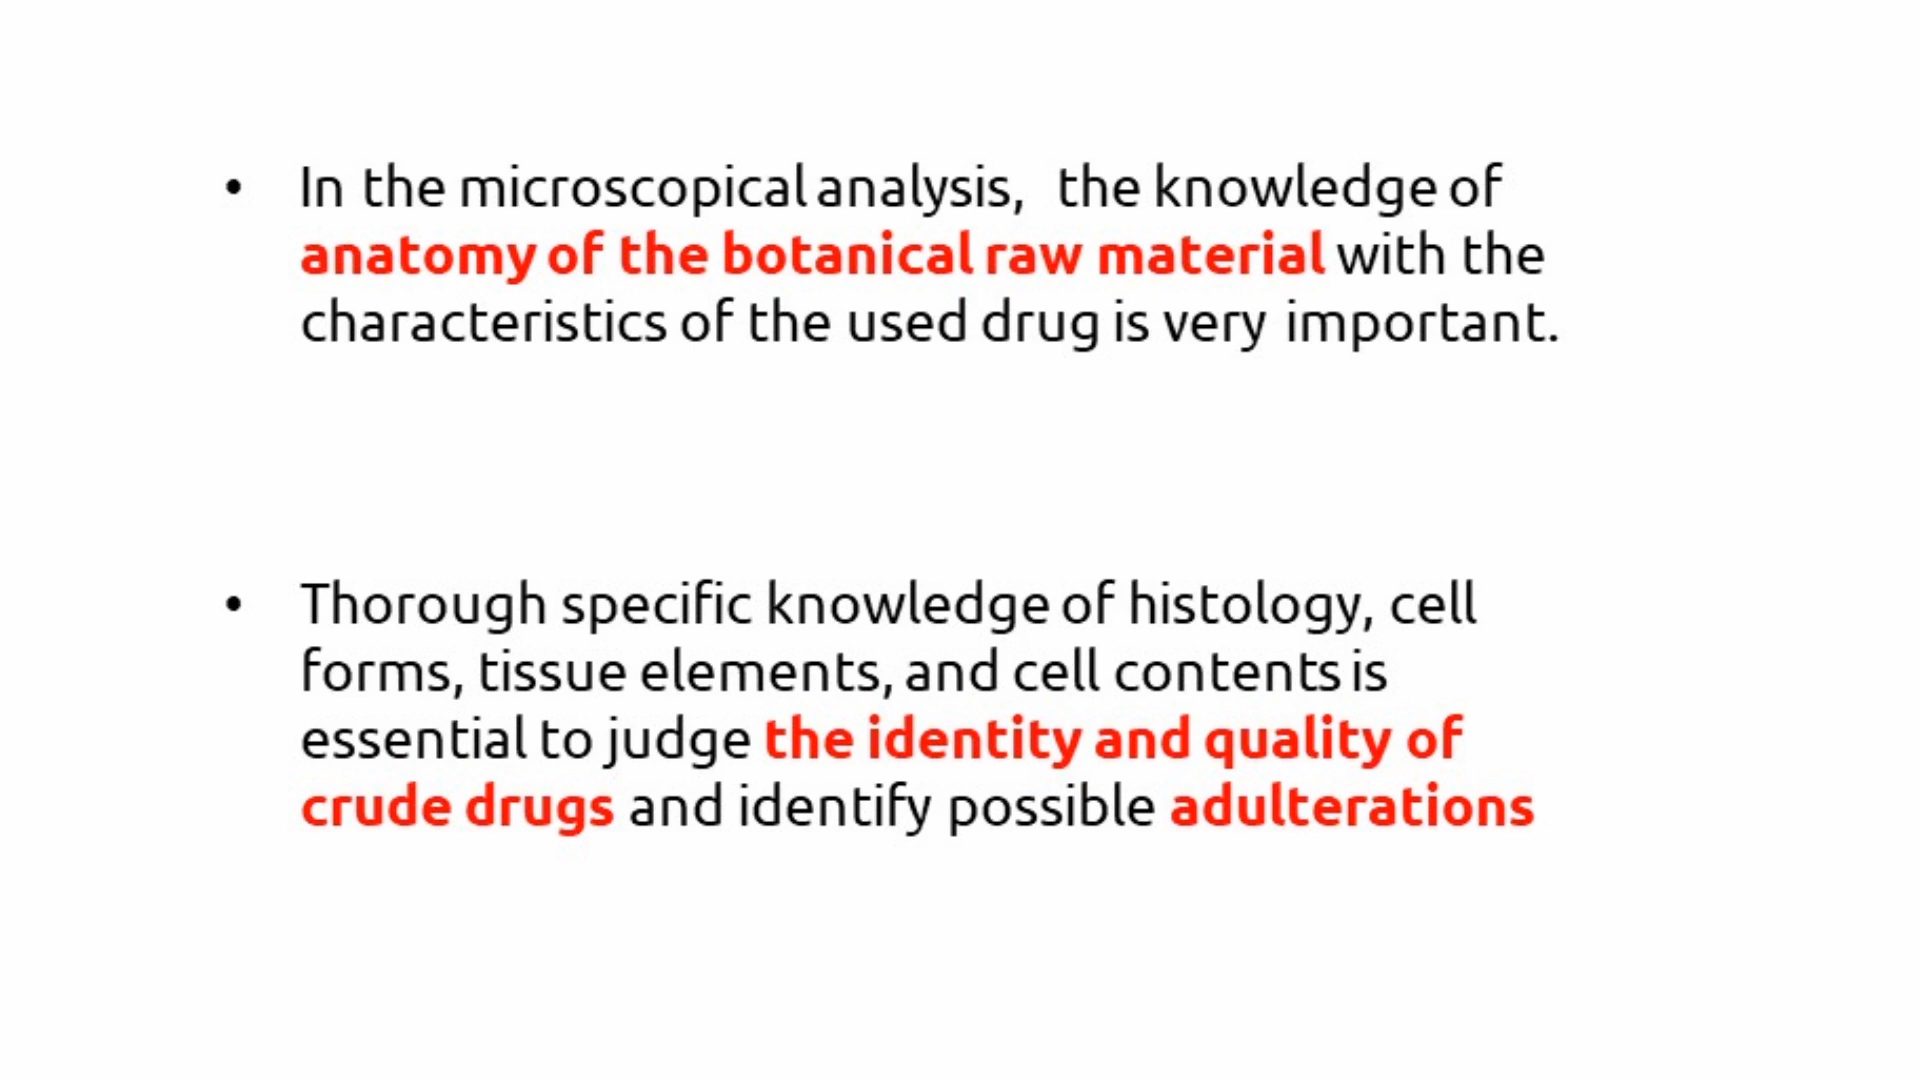 • In the microscopical analysis, the knowledge of
anatomy of the botanical raw material with the
characteristics of the used drug is very important.
• Thorough specific knowledge of histology, cell
forms, tissue elements, and cell contents is
essential to judge the identity and quality of
crude drugs and identify possible adulterations